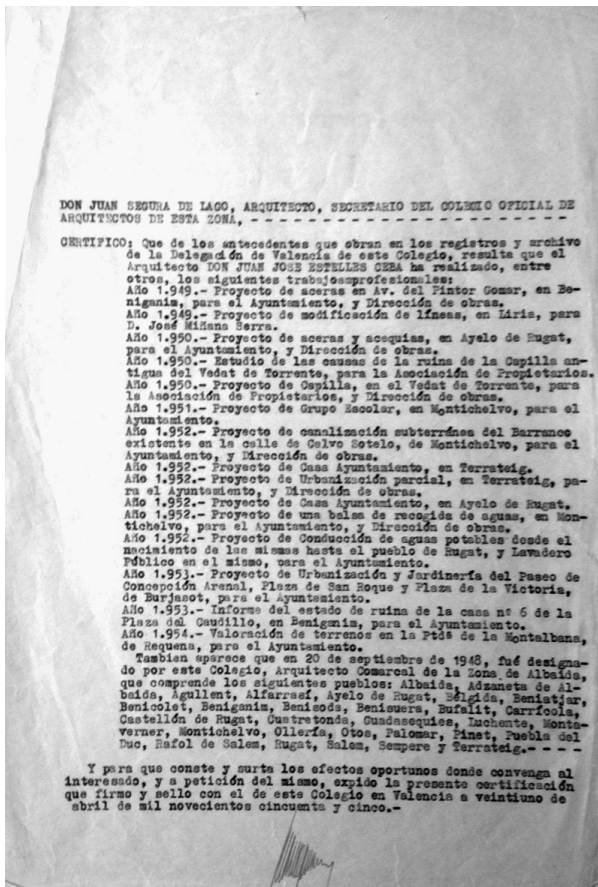 DON JUAN SEGURA DE LAGO, ARQUITECTO, SECRETARIO DEL COLEGIO OFICIAL DE
ARQUITECTOS DE ESTA ZONA, - - - - - - - - - - - - - - - - - - - - - - -
CERTIFICO: Que de los antecedentes que obran en los registros y archivo
de la Delegación de Valencia de este Colegio, resulta que el
Arquitecto DON JUAN JOSE ESTELLES CEBA ha realizado, entre
otros, los siguientes trabajosmprofesionales:
Año 1.949.- Proyecto de aceras en Av. del Pintor Gomar, en Be-
niganim, para el Ayuntamiento, y Dirección de obras.
Año 1.949.- Proyecto de modificación de líneas, en Liria, para
D. José Miñana Serra.
Año 1.950.- Proyecto de aceras y acequias, en Ayelo de Rugat,
para el Ayuntamiento, y Dirección de obras.
Año 1.950.- Estudio de las causas de la ruina de la Capilla an-
tigua del Vedat de Torrente, para la Asociación de Propietarios.
Año 1.950.- Proyecto de Capilla, en el Vedat de Torrente, para
la Asociación de Propietarios, y Dirección de obras.
Año 1.951.- Proyecto de Grupo Escolar, en Montichelvo, para el
Ayuntamiento.
Año 1.952.- Proyecto de canalización subterránea del Barranco
existente en la calle de Calvo Sotelo, de Montichelvo, para el
Ayuntamiento, y Dirección de obras.
Año 1.952.- Proyecto de Casa Ayuntamiento, en Terrateig.
Año 1.952.- Proyecto de Urbanización parcial, en Terrateig, pa-
ra el Ayuntamiento, y Dirección de obras.
Año 1.952.- Proyecto de Casa Ayuntamiento, en Ayelo de Rugat.
Año 1.952.- Proyecto de una balsa de recogida de aguas, en Mon-
tichelvo, para el Ayuntamiento, y Dirección de obras.
Año 1.952.- Proyecto de Conducción de aguas potables desde el
nacimiento de las mismas hasta el pueblo de Rugat, y Lavadero
Público en el mismo, para el Ayuntamiento.
Año 1.953.- Proyecto de Urbanización y Jardinería del Paseo de
Concepción Arenal, Plaza de San Roque y Plaza de la Victoria,
de Burjasot, para el Ayuntamiento.
Año 1.953.- Informe del estado de ruina de la casa nº 6 de la
Plaza del Caudillo, en Beniganim, para el Ayuntamiento.
Año 1.954.- Valoración de terrenos en la Ptdª de la Montalbana,
de Requena, para el Ayuntamiento.
Tambien aparece que en 20 de septiembre de 1948, fué designa-
do por este Colegio, Arquitecto Comarcal de la Zona de Albaida,
que comprende los siguientes pueblos: Albaida, Adzaneta de Al-
baida, Agullent, Alfarrasí, Ayelo de Rugat, Bélgida, Beniatjar,
Benicolet, Beniganim, Benisoda, Benisuera, Bufalit, Carrícola,
Castellón de Rugat, Cuatretonda, Guadasequies, Luchente, Monta-
verner, Montichelvo, Ollería, Otos, Palomar, Pinet, Puebla del
Duc, Rafol de Salem, Rugat, Salem, Sempere y Terrateig.- - - -
Y para que conste y surta los efectos oportunos donde convenga al
interesado, y a petición del mismo, expido la presente certificación
que firmo y sello con el de este Colegio en Valencia a veintiuno de
abril de mil novecientos cincuenta y cinco.-